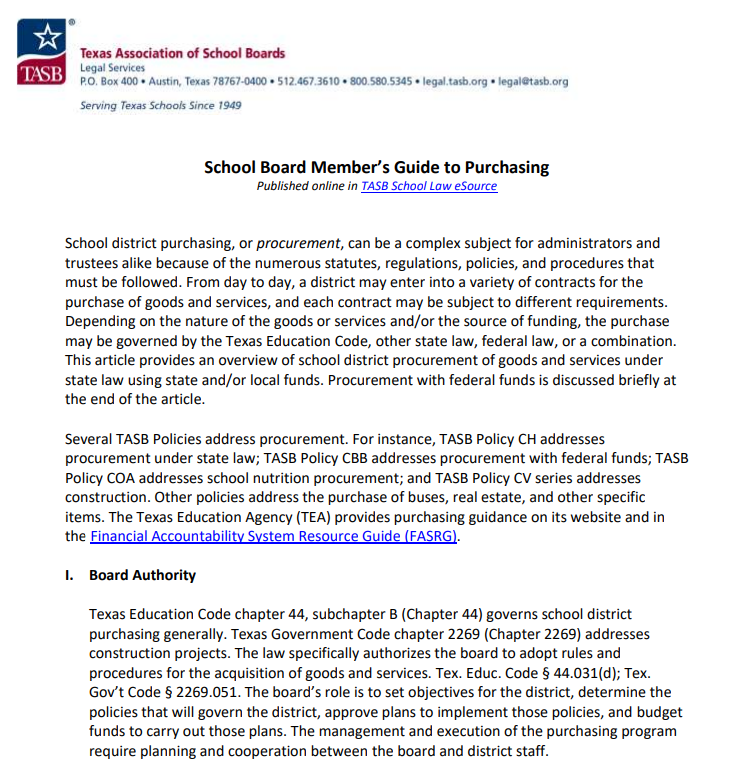 TASB
®
Texas Association of School Boards
Legal Services
P.O. Box 400 • Austin, Texas 78767-0400 • 512.467.3610 • 800.580.5345 • legal.tasb.org • legal@tasb.org
Serving Texas Schools Since 1949
School Board Member’s Guide to Purchasing
Published online in TASB School Law eSource
School district purchasing, or procurement, can be a complex subject for administrators and
trustees alike because of the numerous statutes, regulations, policies, and procedures that
must be followed. From day to day, a district may enter into a variety of contracts for the
purchase of goods and services, and each contract may be subject to different requirements.
Depending on the nature of the goods or services and/or the source of funding, the purchase
may be governed by the Texas Education Code, other state law, federal law, or a combination.
This article provides an overview of school district procurement of goods and services under
state law using state and/or local funds. Procurement with federal funds is discussed briefly at
the end of the article.
Several TASB Policies address procurement. For instance, TASB Policy CH addresses
procurement under state law; TASB Policy CBB addresses procurement with federal funds; TASB
Policy COA addresses school nutrition procurement; and TASB Policy CV series addresses
construction. Other policies address the purchase of buses, real estate, and other specific
items. The Texas Education Agency (TEA) provides purchasing guidance on its website and in
the Financial Accountability System Resource Guide (FASRG).
I. Board Authority
Texas Education Code chapter 44, subchapter B (Chapter 44) governs school district
purchasing generally. Texas Government Code chapter 2269 (Chapter 2269) addresses
construction projects. The law specifically authorizes the board to adopt rules and
procedures for the acquisition of goods and services. Tex. Educ. Code § 44.031(d); Tex.
Gov’t Code § 2269.051. The board’s role is to set objectives for the district, determine the
policies that will govern the district, approve plans to implement those policies, and budget
funds to carry out those plans. The management and execution of the purchasing program
require planning and cooperation between the board and district staff.